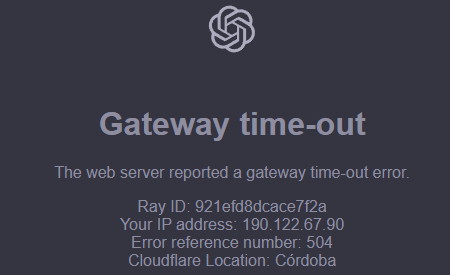 Gateway time-out
The web server reported a gateway time-out error.
Ray ID: 921efd8dcace7f2a
Your IP address: 190.122.67.90
Error reference number: 504
Cloudflare Location: Córdoba